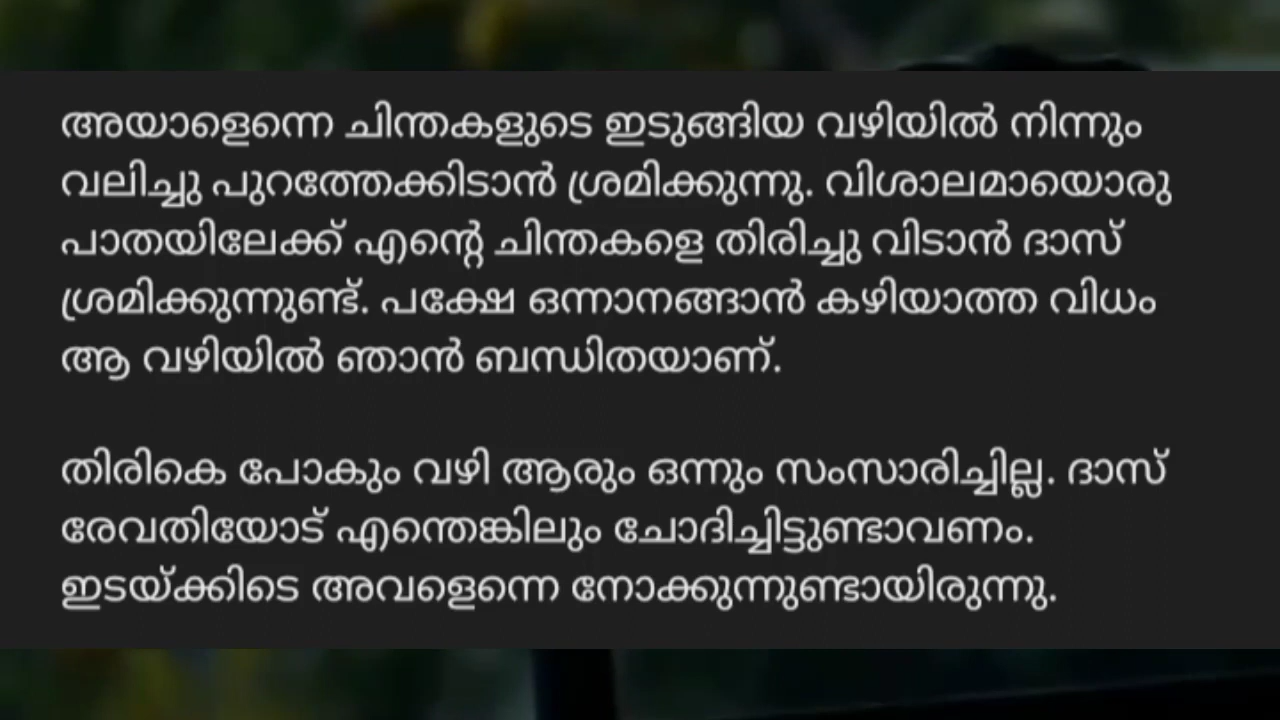 അയാളെന്നെ ചിന്തകളുടെ ഇടുങ്ങിയ വഴിയിൽ നിന്നും
വലിച്ചു പുറത്തേക്കിടാൻ ശ്രമിക്കുന്നു. വിശാലമായൊരു
പാതയിലേക്ക് എന്റെ ചിന്തകളെ തിരിച്ചു വിടാൻ ദാസ്
ശ്രമിക്കുന്നുണ്ട്. പക്ഷേ ഒന്നാനങ്ങാൻ കഴിയാത്ത വിധം
ആ വഴിയിൽ ഞാൻ ബന്ധിതയാണ്.
തിരികെ പോകും വഴി ആരും ഒന്നും സംസാരിച്ചില്ല. ദാസ്
രേവതിയോട് എന്തെങ്കിലും ചോദിച്ചിട്ടുണ്ടാവണം.
ഇടയ്ക്കിടെ അവളെന്നെ നോക്കുന്നുണ്ടായിരുന്നു.